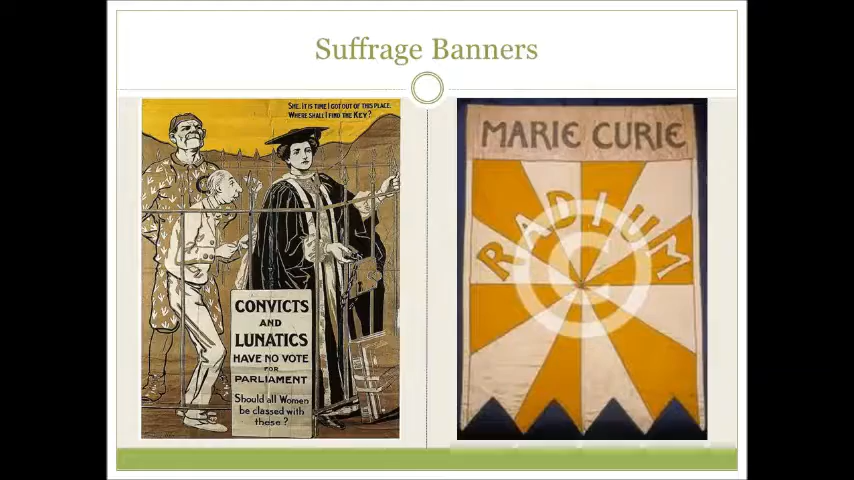 Suffrage Banners
SHE. IT IS TIME I GOT OUT OF THIS PLACE.
WHERE SHALL I FIND THE KEY?
CONVICTS
AND
LUNATICS
HAVE NO VOTE
FOR
PARLIAMENT
Should all Women
be classed with
these?
MARIE CURIE
RADIUM
©